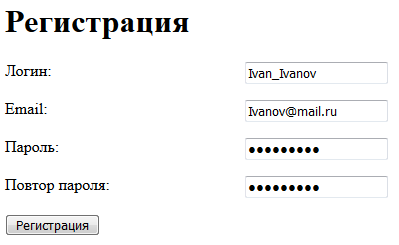 Регистрация
Логин: Ivan_Ivanov
Email: Ivanov@mail.ru
Пароль: ●●●●●●●●●
Повтор пароля: ●●●●●●●●●
Регистрация